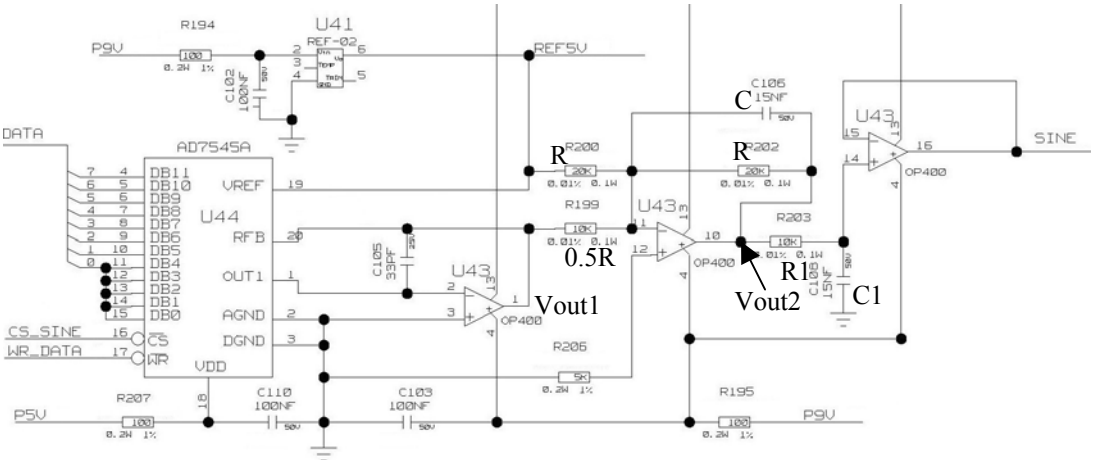 R194
U41
P9V
100
0.2W 1%
REF-02
2
Vin
Vo
6
REF5V
3
TEMP
4
TRIM
5
GND
C102
100NF
50V
C
C106
15NF
50V
U43
15
13
16
SINE
14
4
OP400
DATA
AD7545A
7 4 DB11
6 5 DB10
5 6 DB9
4 7 DB8
3 8 DB7
2 9 DB6
1 10 DB5
0 11 DB4
12 DB3
13 DB2
14 DB1
15 DB0
U44
VREF 19
RFB 20
OUT1 1
AGND 2
DGND 3
VDD
18
CS_SINE 16 CS
WR_DATA 17 WR
R
R200
20K
0.01% 0.1W
R
R202
20K
0.01% 0.1W
R199
10K
0.01% 0.1W
0.5R
U43
11
13
10
12
4
OP400
R203
10K
.01% 0.1W
R1
C108
15NF
50V
C1
Vout2
C105
33PF
25V
U43
2
13
1
3
4
OP400
Vout1
R206
5K
0.2W 1%
P5V
R207
100
0.2W 1%
C110
100NF
50V
C103
100NF
50V
R195
100
0.2W 1%
P9V